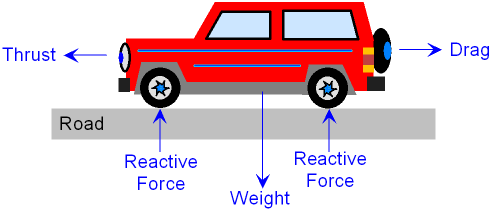 Thrust
Drag
Road
Reactive
Force
Weight
Reactive
Force